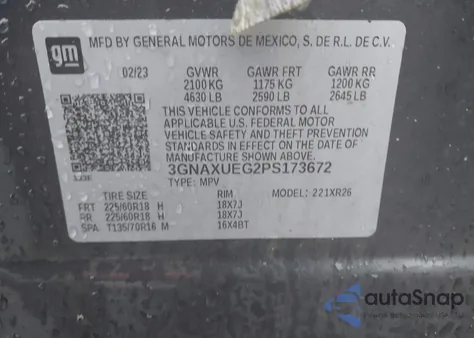 gm
MFD BY GENERAL MOTORS DE MEXICO, S. DE R.L. DE C.V.
02/23 GVWR GAWR FRT GAWR RR
2100 KG 1175 KG 1200 KG
4630 LB 2590 LB 2645 LB
THIS VEHICLE CONFORMS TO ALL
APPLICABLE U.S. FEDERAL MOTOR
VEHICLE SAFETY AND THEFT PREVENTION
STANDARDS IN EFFECT ON THE DATE OF
MANUFACTURE SHOWN ABOVE.
3GNAXUEG2PS173672
TYPE: MPV MODEL: 221XR26
TIRE SIZE RIM
FRT 225/60R18 H 18X7J
RR 225/60R18 H 18X7J
SPA T135/70R16 M 16X4BT
autoSnap